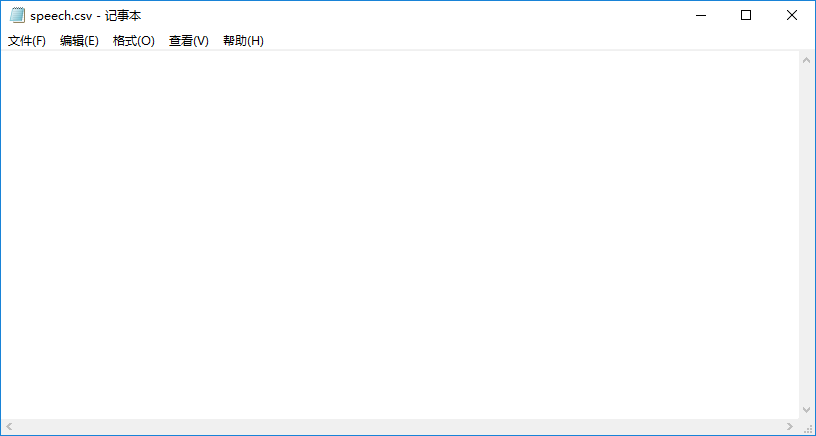 speech.csv - 记事本
文件(F) 编辑(E) 格式(O) 查看(V) 帮助(H)